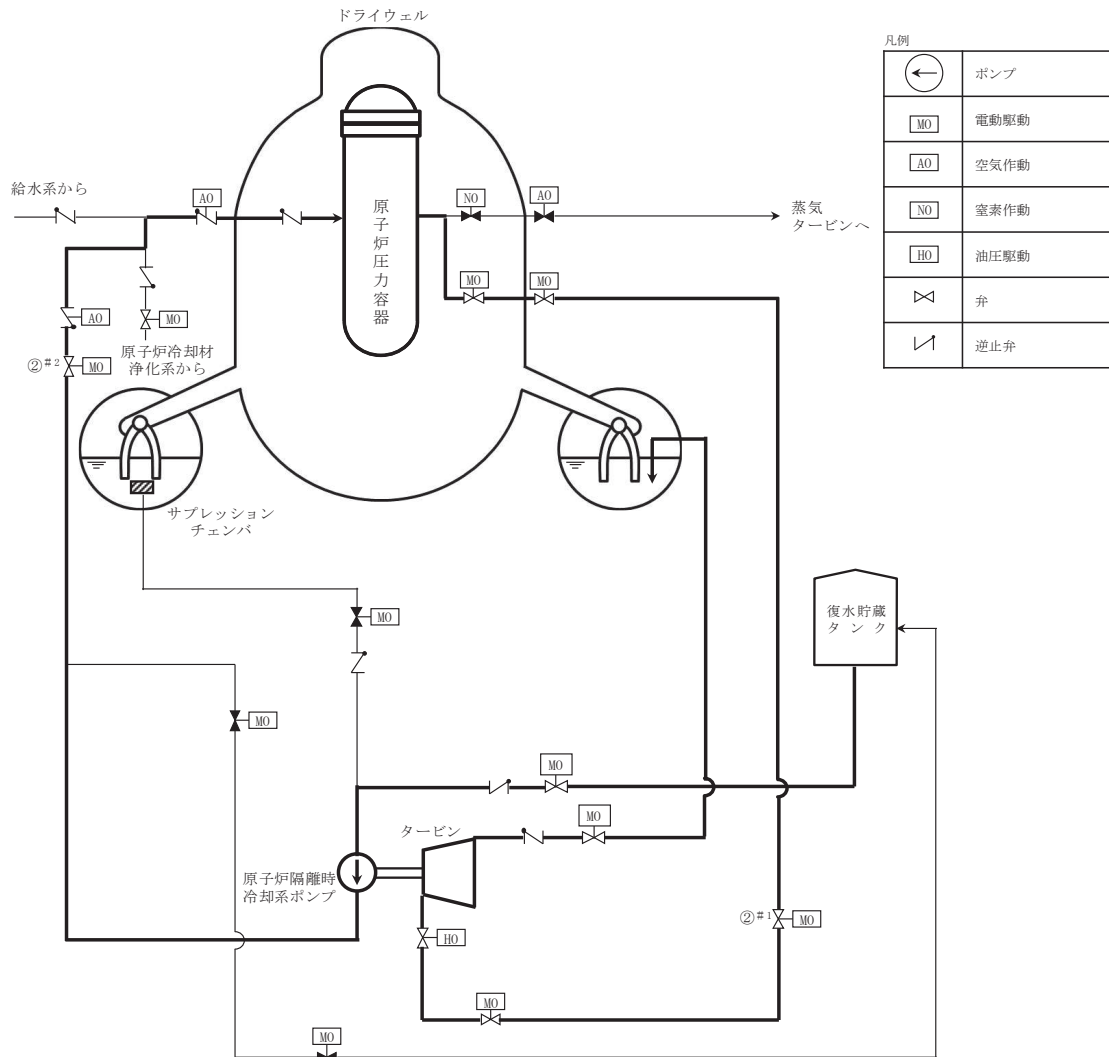 ドライウェル
凡例
ポンプ
MO
電動駆動
AO
空気作動
NO
窒素作動
HO
油圧駆動
弁
逆止弁
給水系から
AO
NO
AO
蒸気
タービンへ
原子炉圧力容器
MO
MO
AO
MO
②#2
MO
原子炉冷却材
浄化系から
サプレッション
チェンバ
MO
復水貯蔵
タンク
MO
MO
MO
タービン
原子炉隔離時
冷却系ポンプ
②#1
MO
HO
MO
MO